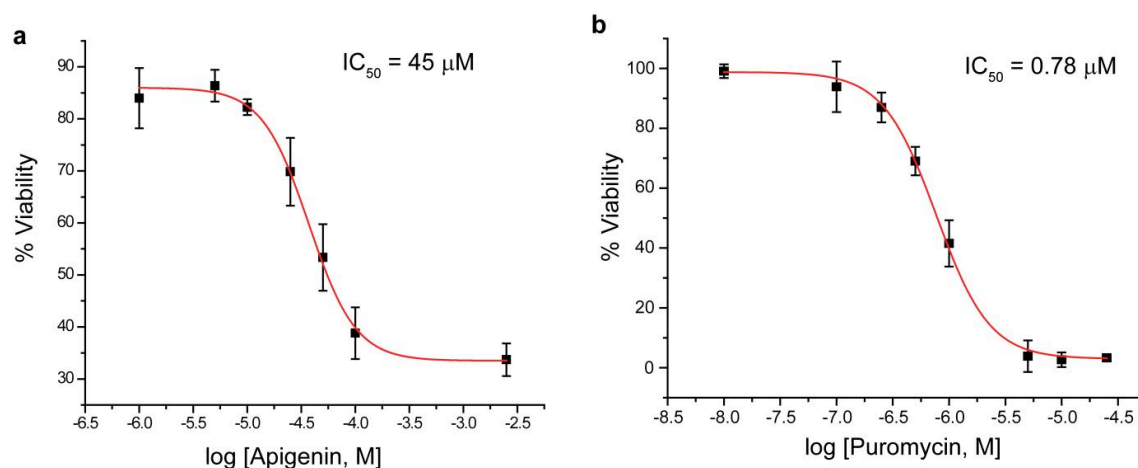 a
IC50 = 45 μM
% Viability
90
80
70
60
50
40
30
-6.5 -6.0 -5.5 -5.0 -4.5 -4.0 -3.5 -3.0 -2.5
log [Apigenin, M]
b
IC50 = 0.78 μM
% Viability
100
80
60
40
20
0
-8.5 -8.0 -7.5 -7.0 -6.5 -6.0 -5.5 -5.0 -4.5
log [Puromycin, M]